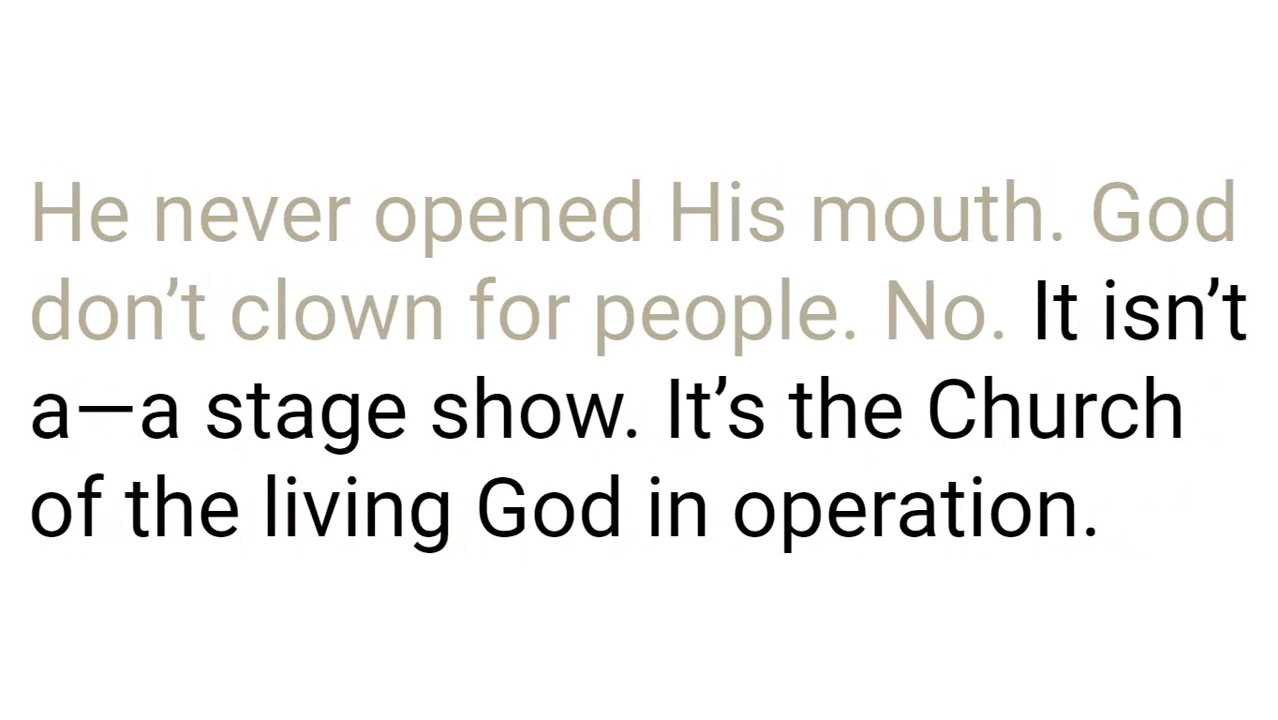 He never opened His mouth. God
don’t clown for people. No. It isn’t
a—a stage show. It’s the Church
of the living God in operation.